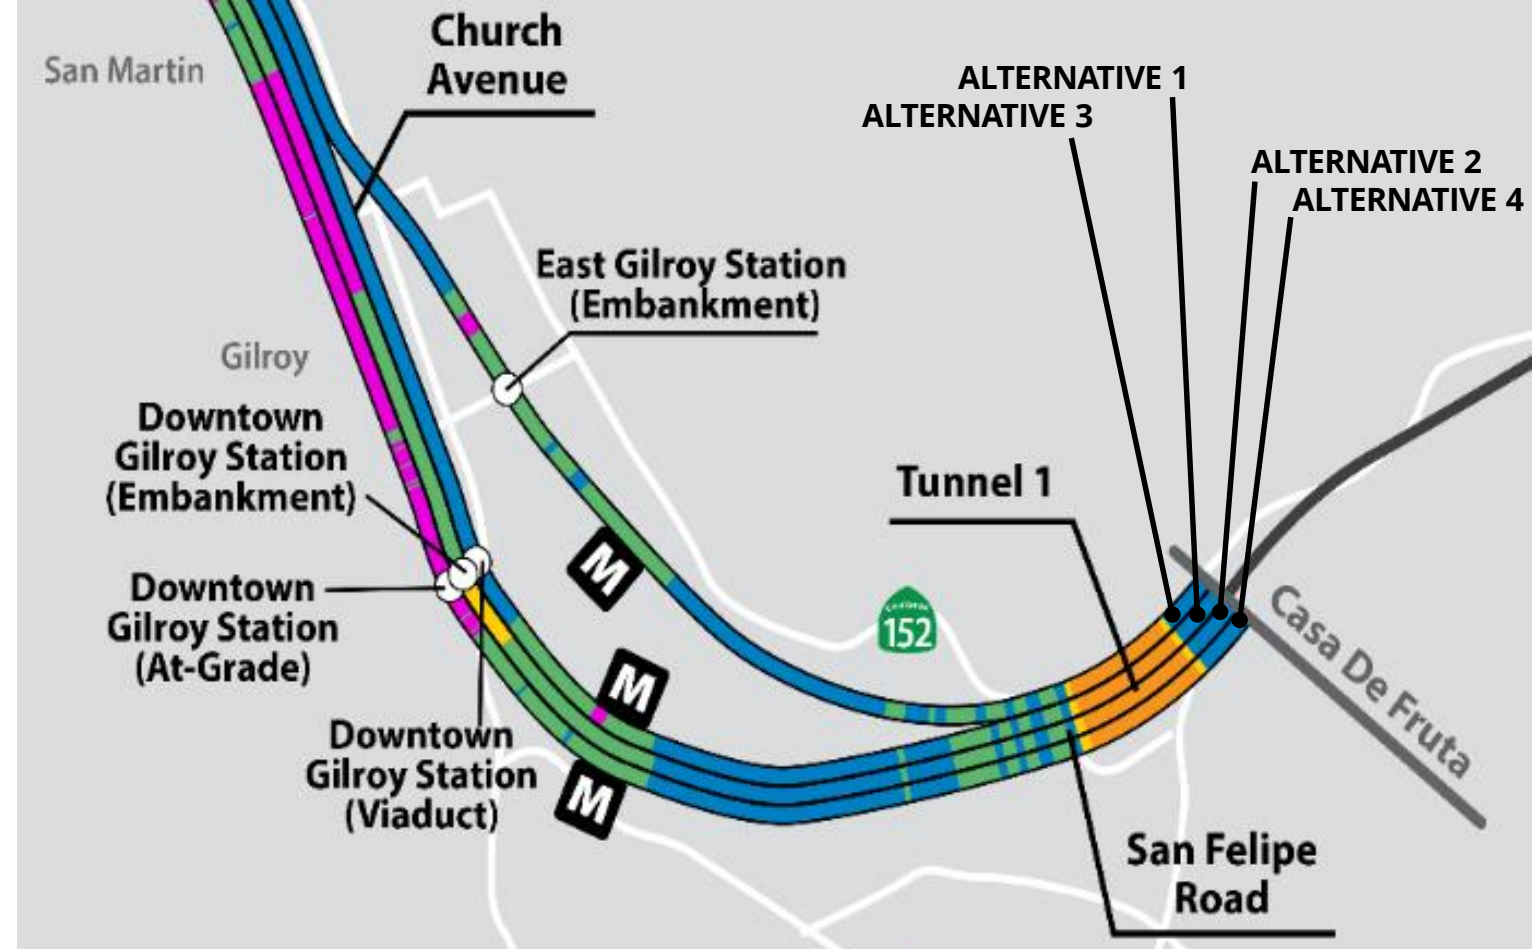 Church
Avenue
San Martin
ALTERNATIVE 1
ALTERNATIVE 3
ALTERNATIVE 2
ALTERNATIVE 4
East Gilroy Station
(Embankment)
Gilroy
Downtown
Gilroy Station
(Embankment)
Tunnel 1
Downtown
Gilroy Station
(At-Grade)
M
152
M
Casa De Fruta
Downtown
Gilroy Station
(Viaduct)
M
San Felipe
Road